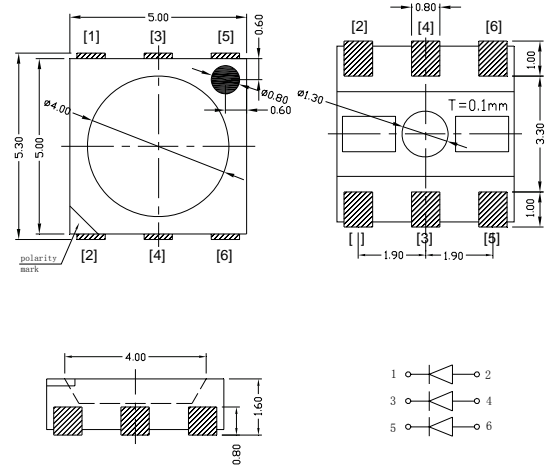 5.00
0.60
[1] [3] [5]
ø4.00
ø0.80
0.60
5.30
5.00
polarity
mark
[2] [4] [6]
0.80
[2] [4] [6]
1.00
ø1.30
T=0.1mm
3.30
1.00
[ ] [3] [5]
1.90 1.90
4.00
1.60
0.80
1 2
3 4
5 6